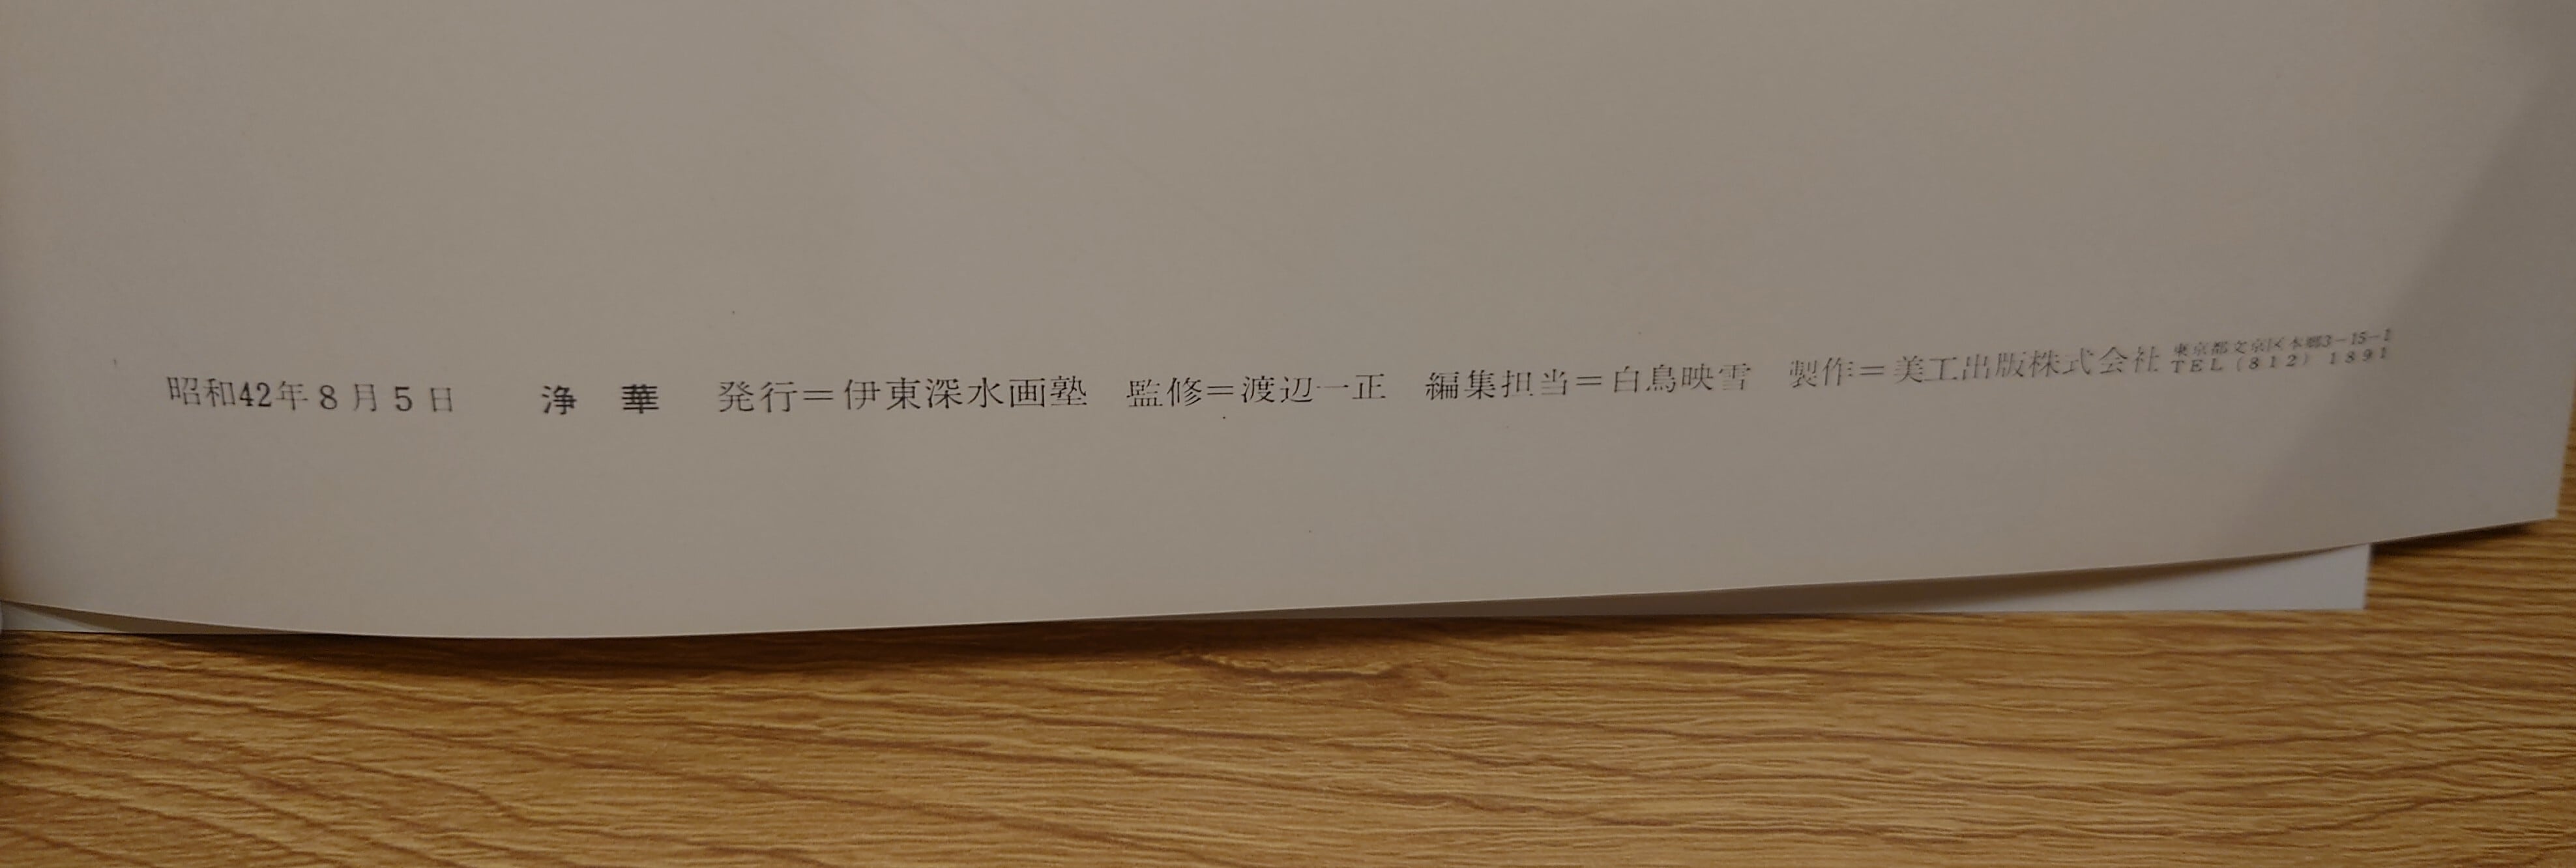 昭和42年8月5日　浄　華　発行＝伊東深水画塾　監修＝渡辺一正　編集担当＝白鳥映雪　製作＝美工出版株式会社
東京都文京区本郷3-15-1
TEL(812)1891